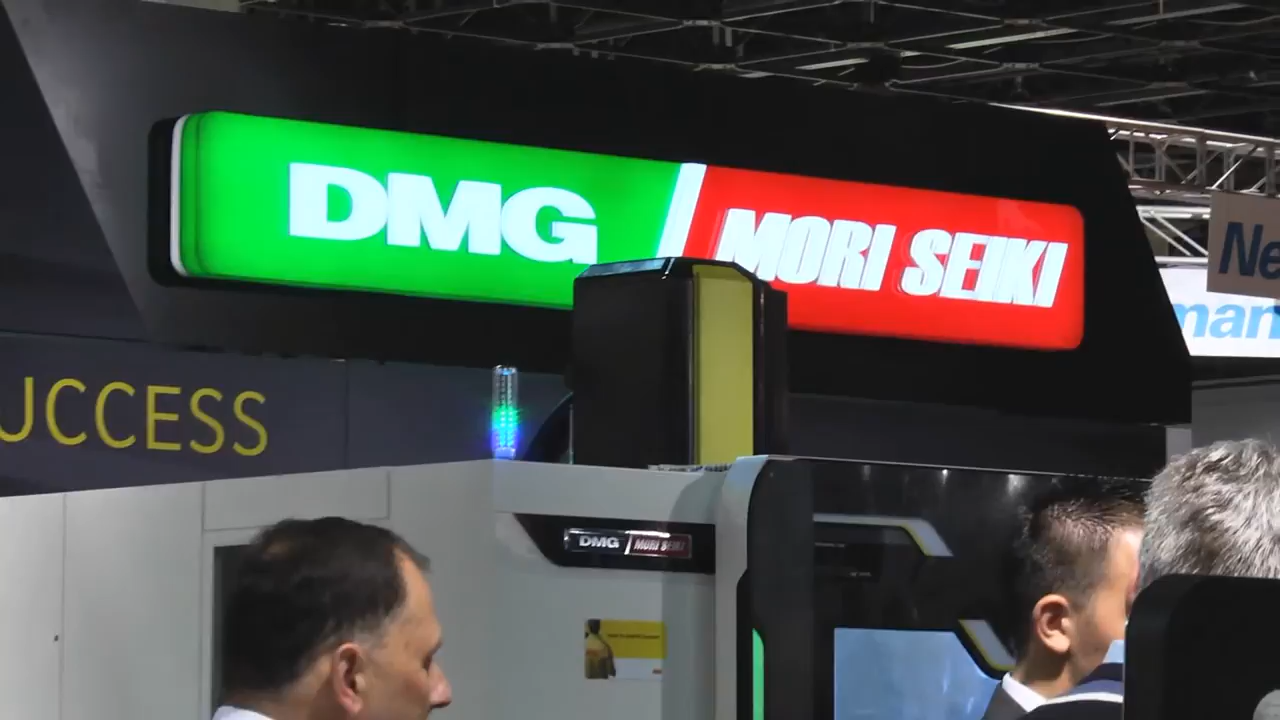 DMG MORI SEIKI
Ne
man
UCCESS
DMG MORI SEIKI